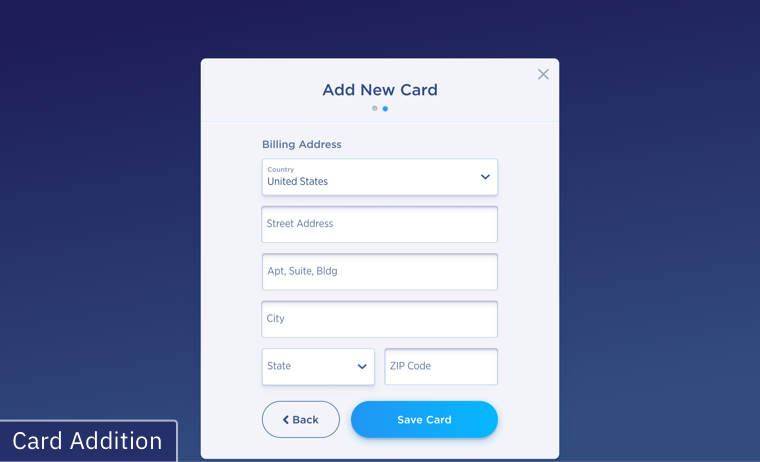 Add New Card
Billing Address
Country
United States
Street Address
Apt, Suite, Bldg
City
State
ZIP Code
Back
Save Card
Card Addition